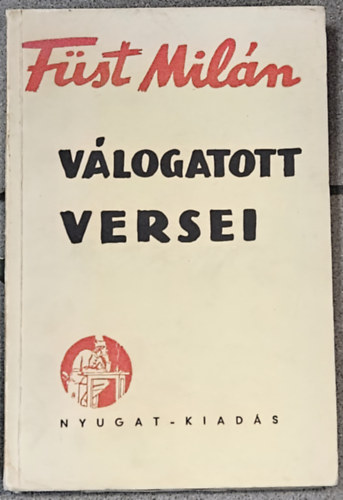 Füst Milán
VÁLOGATOTT
VERSEI
NYUGAT-KIADÁS